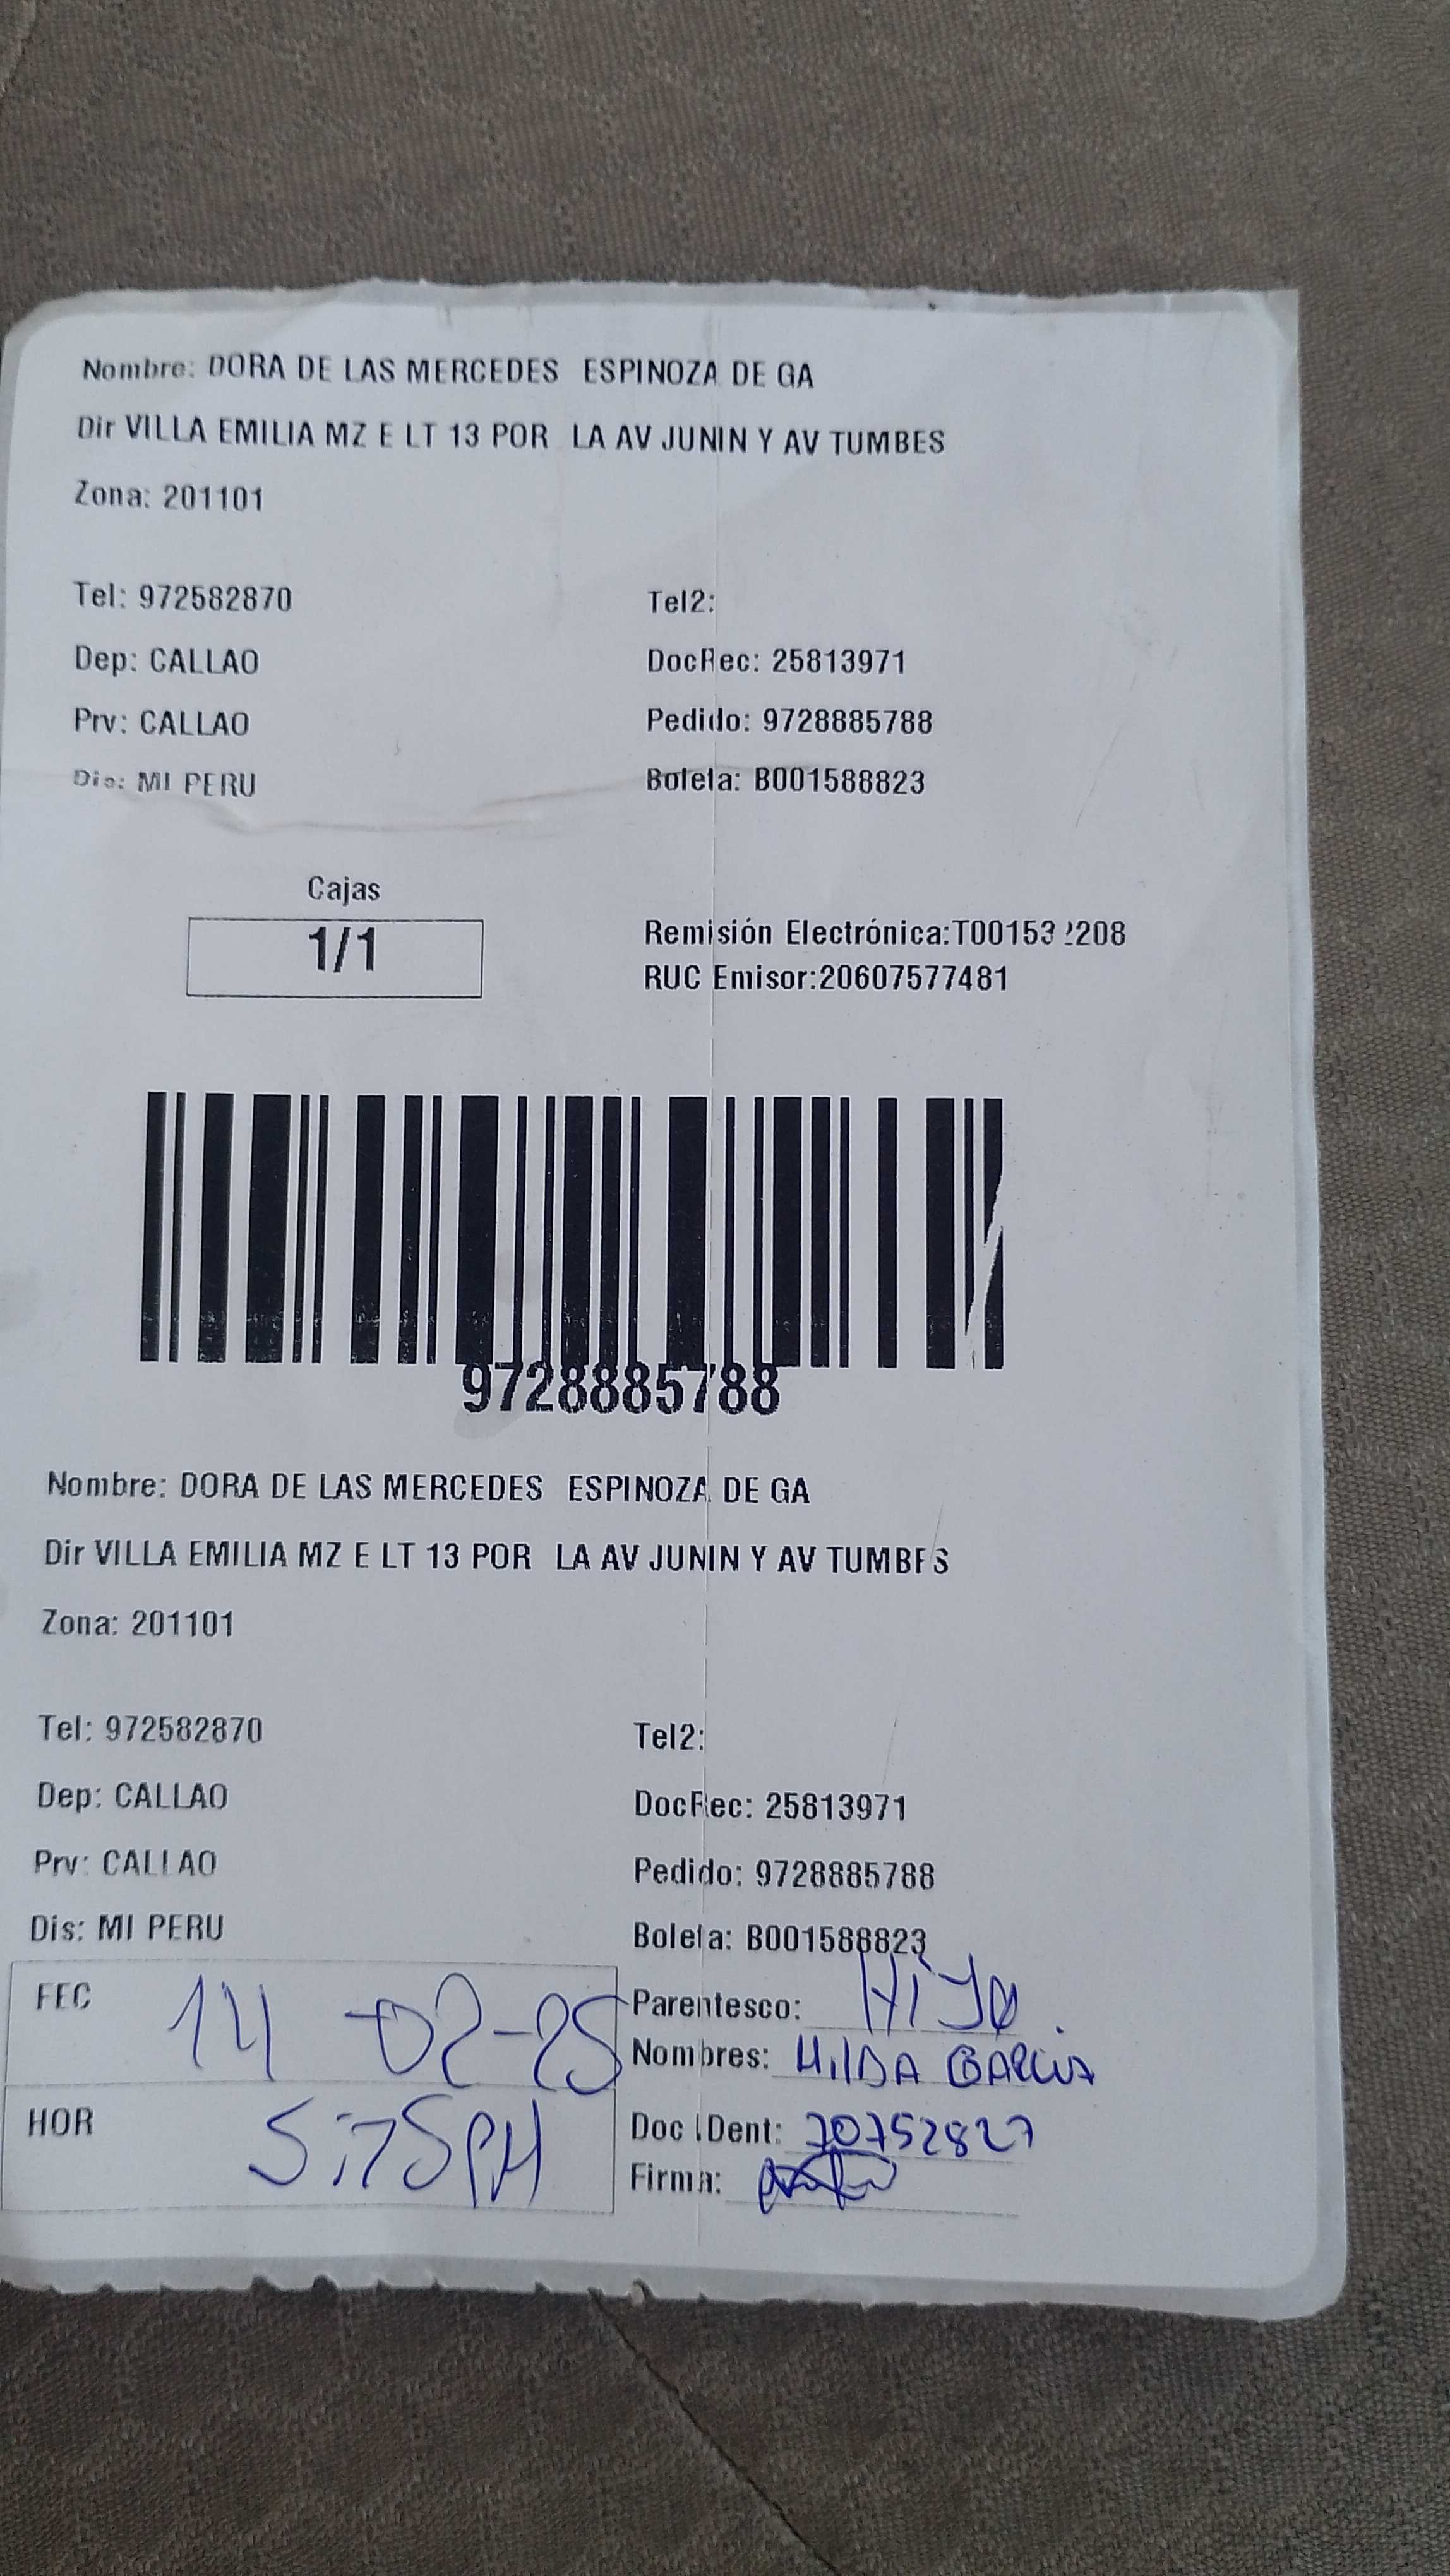 Nombre: DORA DE LAS MERCEDES ESPINOZA DE GA
Dir VILLA EMILIA MZ E LT 13 POR LA AV JUNIN Y AV TUMBES
Zona: 201101
Tel: 972582870 Tel2:
Dep: CALLAO DocRec: 25813971
Prv: CALLAO Pedido: 9728885788
Dis: MI PERU Boleta: B001588823
Cajas
1/1
Remisión Electrónica:T001532208
RUC Emisor:20607577481
9728885788
Nombre: DORA DE LAS MERCEDES ESPINOZA DE GA
Dir VILLA EMILIA MZ E LT 13 POR LA AV JUNIN Y AV TUMBES
Zona: 201101
Tel: 972582870 Tel2:
Dep: CALLAO DocRec: 25813971
Prv: CALLAO Pedido: 9728885788
Dis: MI PERU Boleta: B001588823
FEC 14-02-25 Parentesco: HiJo
Nombres: HilDA GARCIA
HOR Doc IDent: 70752827
Firma: